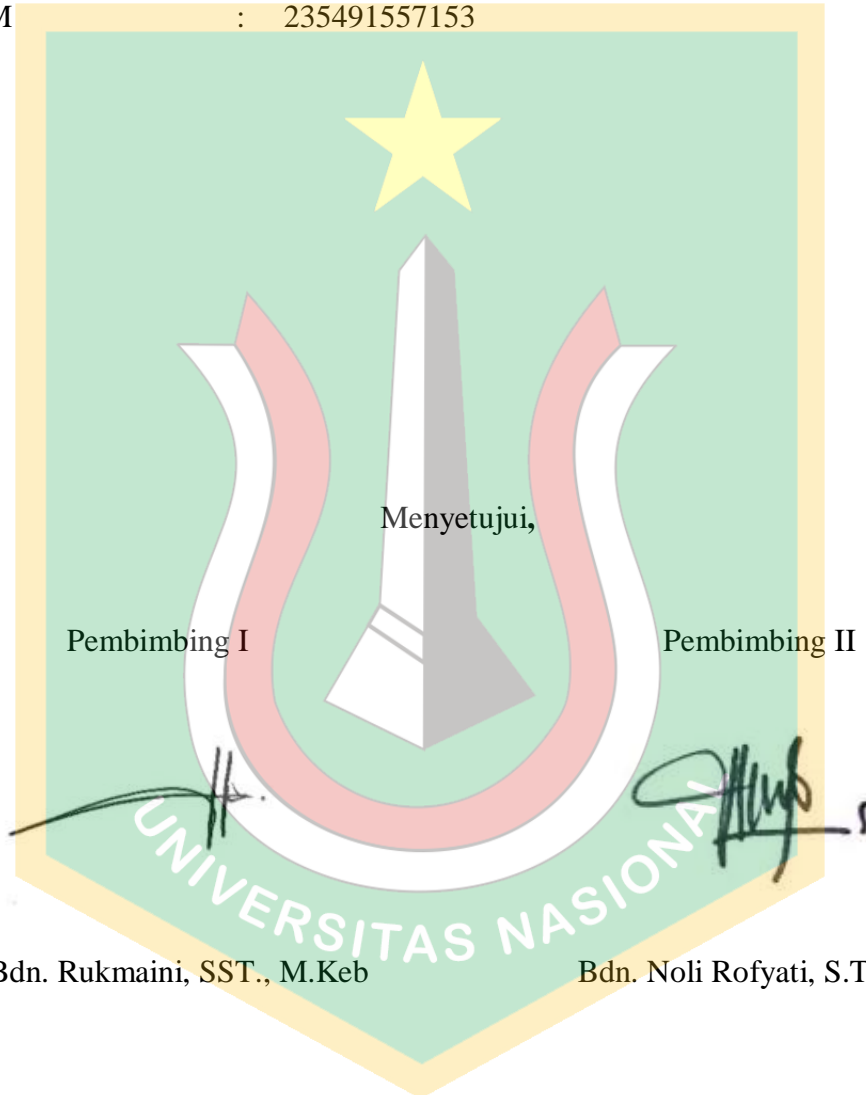 M : 235491557153
Menyetujui,
Pembimbing I Pembimbing II
UNIVERSITAS NASIONAL
Bdn. Rukmaini, SST., M.Keb Bdn. Noli Rofyati, S.T